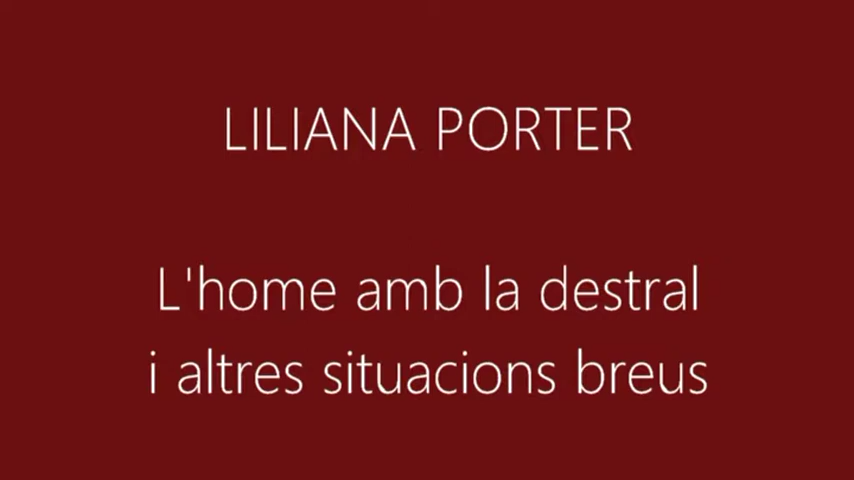 LILIANA PORTER
L'home amb la destral
i altres situacions breus